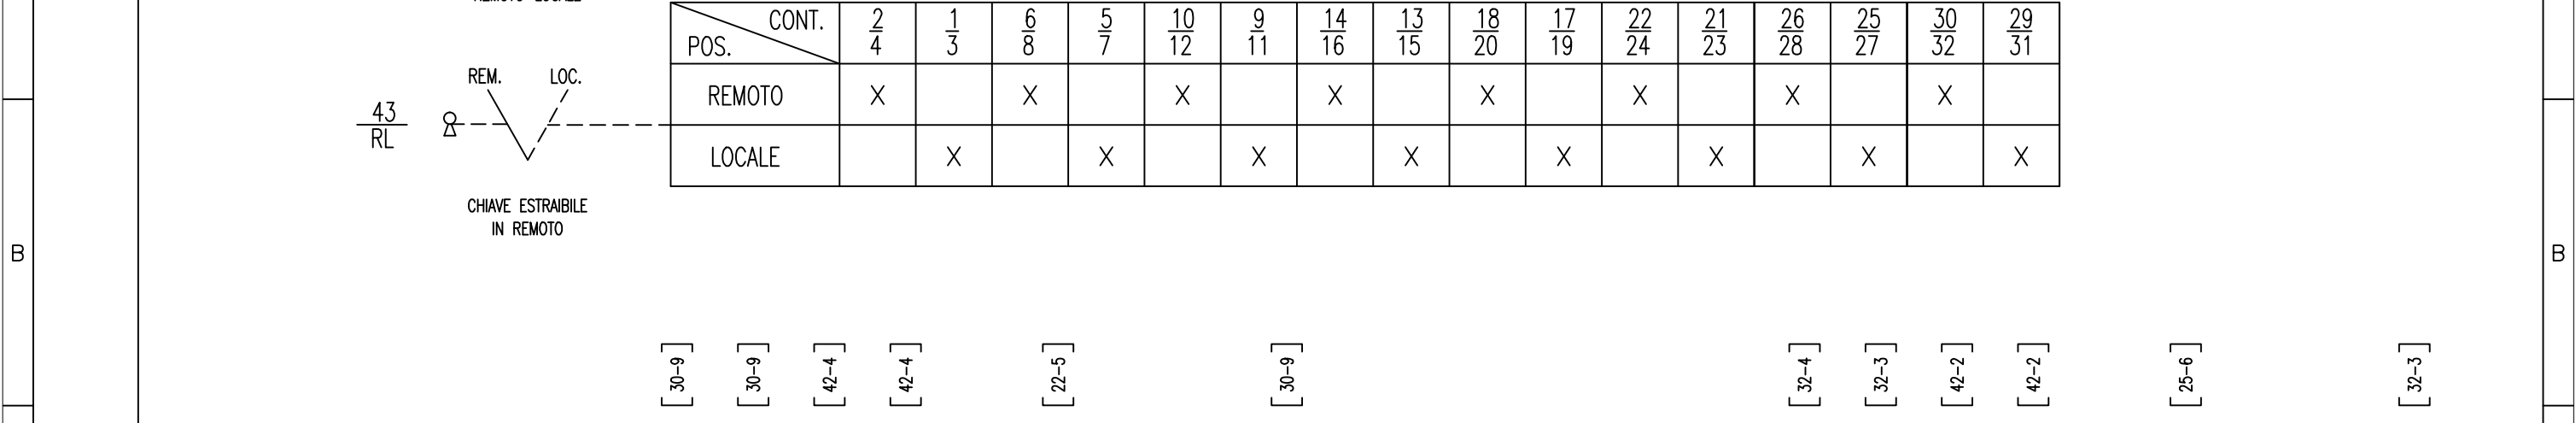 REMOTO-LOCALE
CONT. 2 1 6 5 10 9 14 13 18 17 22 21 26 25 30 29
POS. 4 3 8 7 12 11 16 15 20 19 24 23 28 27 32 31
REM. LOC.
REMOTO X X X X X X X X
43
RL
LOCALE X X X X X X X X
CHIAVE ESTRAIBILE
IN REMOTO
B B
30-9 30-9 42-4 42-4 22-5 30-9 32-4 32-3 42-2 42-2 25-6 32-3